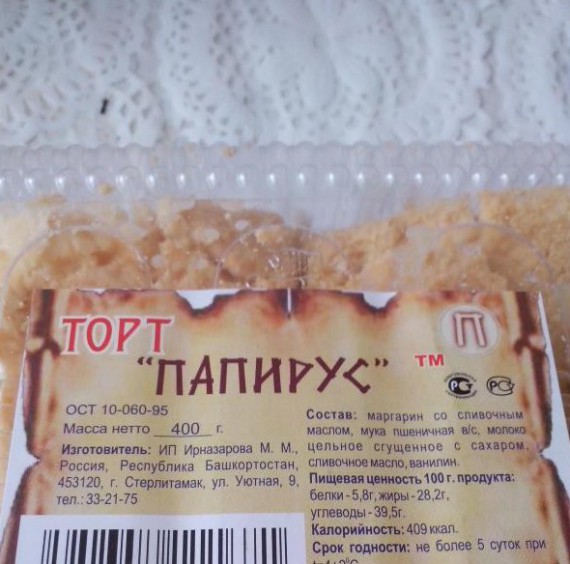 ТОРТ
П
"ПАПИРУС" ТМ
ОСТ 10-060-95
Масса нетто 400 г.
Изготовитель: ИП Ирназарова М. М.,
Россия, Республика Башкортостан,
453120, г. Стерлитамак, ул. Уютная, 9,
тел.: 33-21-75
РС РС
Состав: маргарин со сливочным
маслом, мука пшеничная в/с, молоко
цельное сгущенное с сахаром,
сливочное масло, ванилин.
Пищевая ценность 100 г. продукта:
белки - 5,8г, жиры - 28,2г,
углеводы - 39,5г.
Калорийность: 409 ккал.
Срок годности: не более 5 суток при